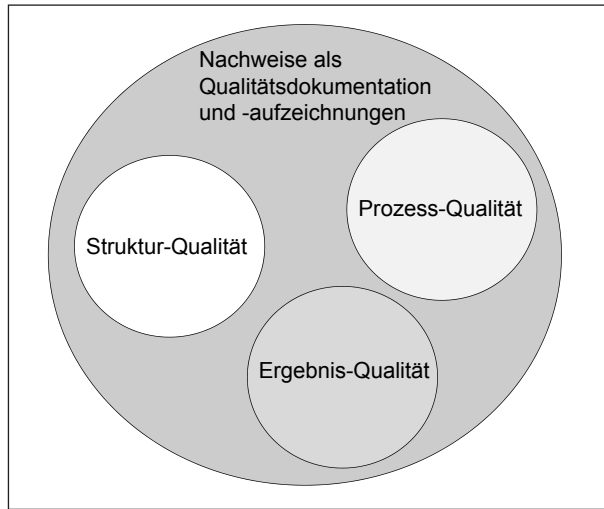 Nachweise als
Qualitätsdokumentation
und -aufzeichnungen
Prozess-Qualität
Struktur-Qualität
Ergebnis-Qualität